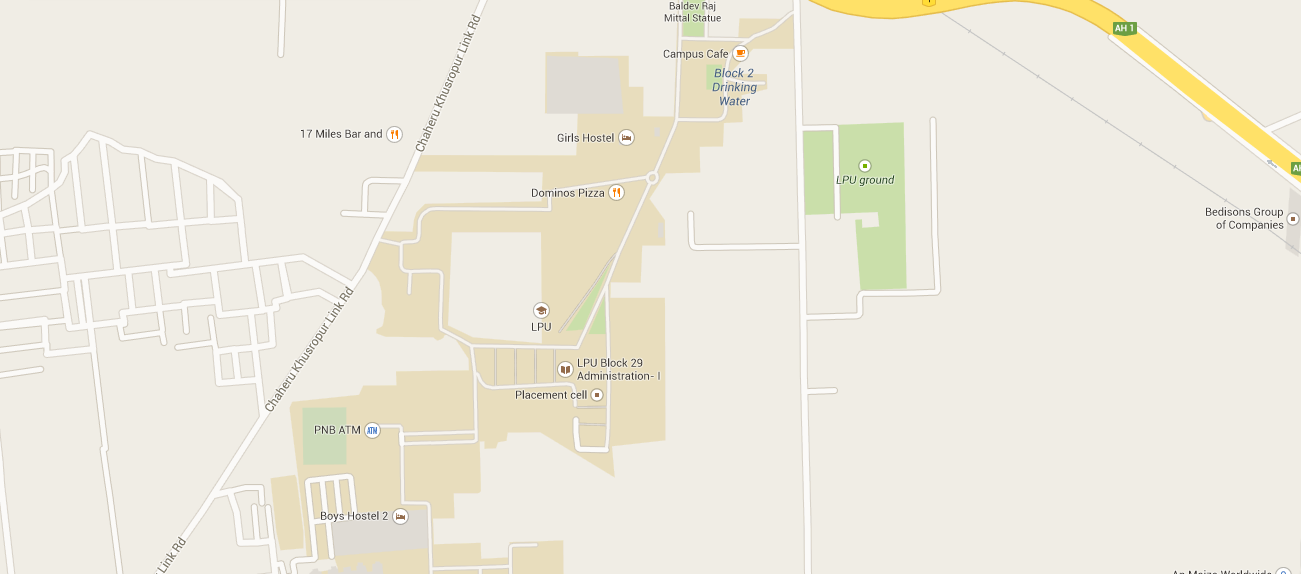 Baldev Raj
Mittal Statue
1
AH 1
Campus Cafe
Block 2
Drinking
Water
Chaheru Khusropur Link Rd
17 Miles Bar and
Girls Hostel
AH
LPU ground
Dominos Pizza
Bedisons Group
of Companies
LPU
Chaheru Khusropur Link Rd
LPU Block 29
Administration- I
Placement cell
PNB ATM
ATM
Boys Hostel 2
Link Rd